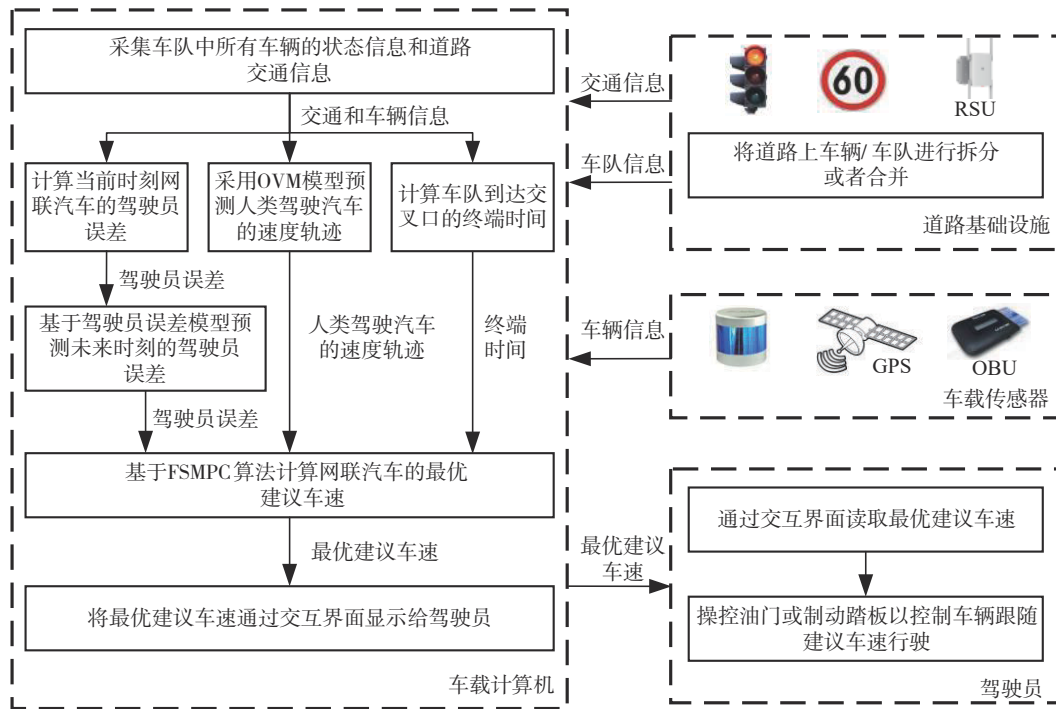 采集车队中所有车辆的状态信息和道路
交通信息
交通和车辆信息
计算当前时刻网
联汽车的驾驶员
误差
采用OVM模型预
测人类驾驶汽车
的速度轨迹
计算车队到达交
叉口的终端时间
驾驶员误差
基于驾驶员误差模型预
测未来时刻的驾驶员
误差
人类驾驶汽车
的速度轨迹
终端
时间
驾驶员误差
基于FSMPC算法计算网联汽车的最优
建议车速
最优建议车速
将最优建议车速通过交互界面显示给驾驶员
车载计算机
交通信息
车队信息
车辆信息
最优建议
车速
60
RSU
将道路上车辆/车队进行拆分
或者合并
道路基础设施
GPS
OBU
车载传感器
通过交互界面读取最优建议车速
操控油门或制动踏板以控制车辆跟随
建议车速行驶
驾驶员